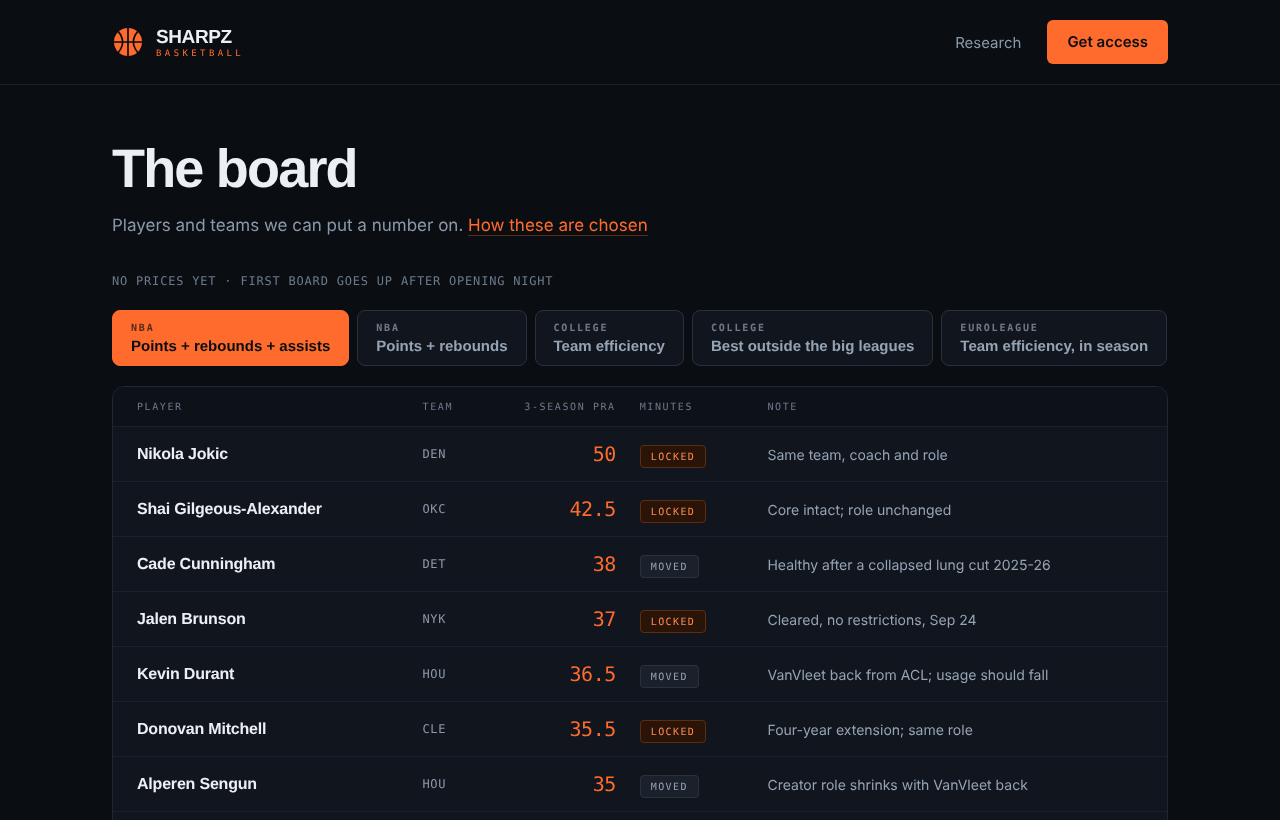 SHARPZ
BASKETBALL
Research
Get access
The board
Players and teams we can put a number on. How these are chosen
NO PRICES YET · FIRST BOARD GOES UP AFTER OPENING NIGHT
NBA
Points + rebounds + assists
NBA
Points + rebounds
COLLEGE
Team efficiency
COLLEGE
Best outside the big leagues
EUROLEAGUE
Team efficiency, in season
PLAYER TEAM 3-SEASON PRA MINUTES NOTE
Nikola Jokic DEN 50 LOCKED Same team, coach and role
Shai Gilgeous-Alexander OKC 42.5 LOCKED Core intact; role unchanged
Cade Cunningham DET 38 MOVED Healthy after a collapsed lung cut 2025-26
Jalen Brunson NYK 37 LOCKED Cleared, no restrictions, Sep 24
Kevin Durant HOU 36.5 MOVED VanVleet back from ACL; usage should fall
Donovan Mitchell CLE 35.5 LOCKED Four-year extension; same role
Alperen Sengun HOU 35 MOVED Creator role shrinks with VanVleet back